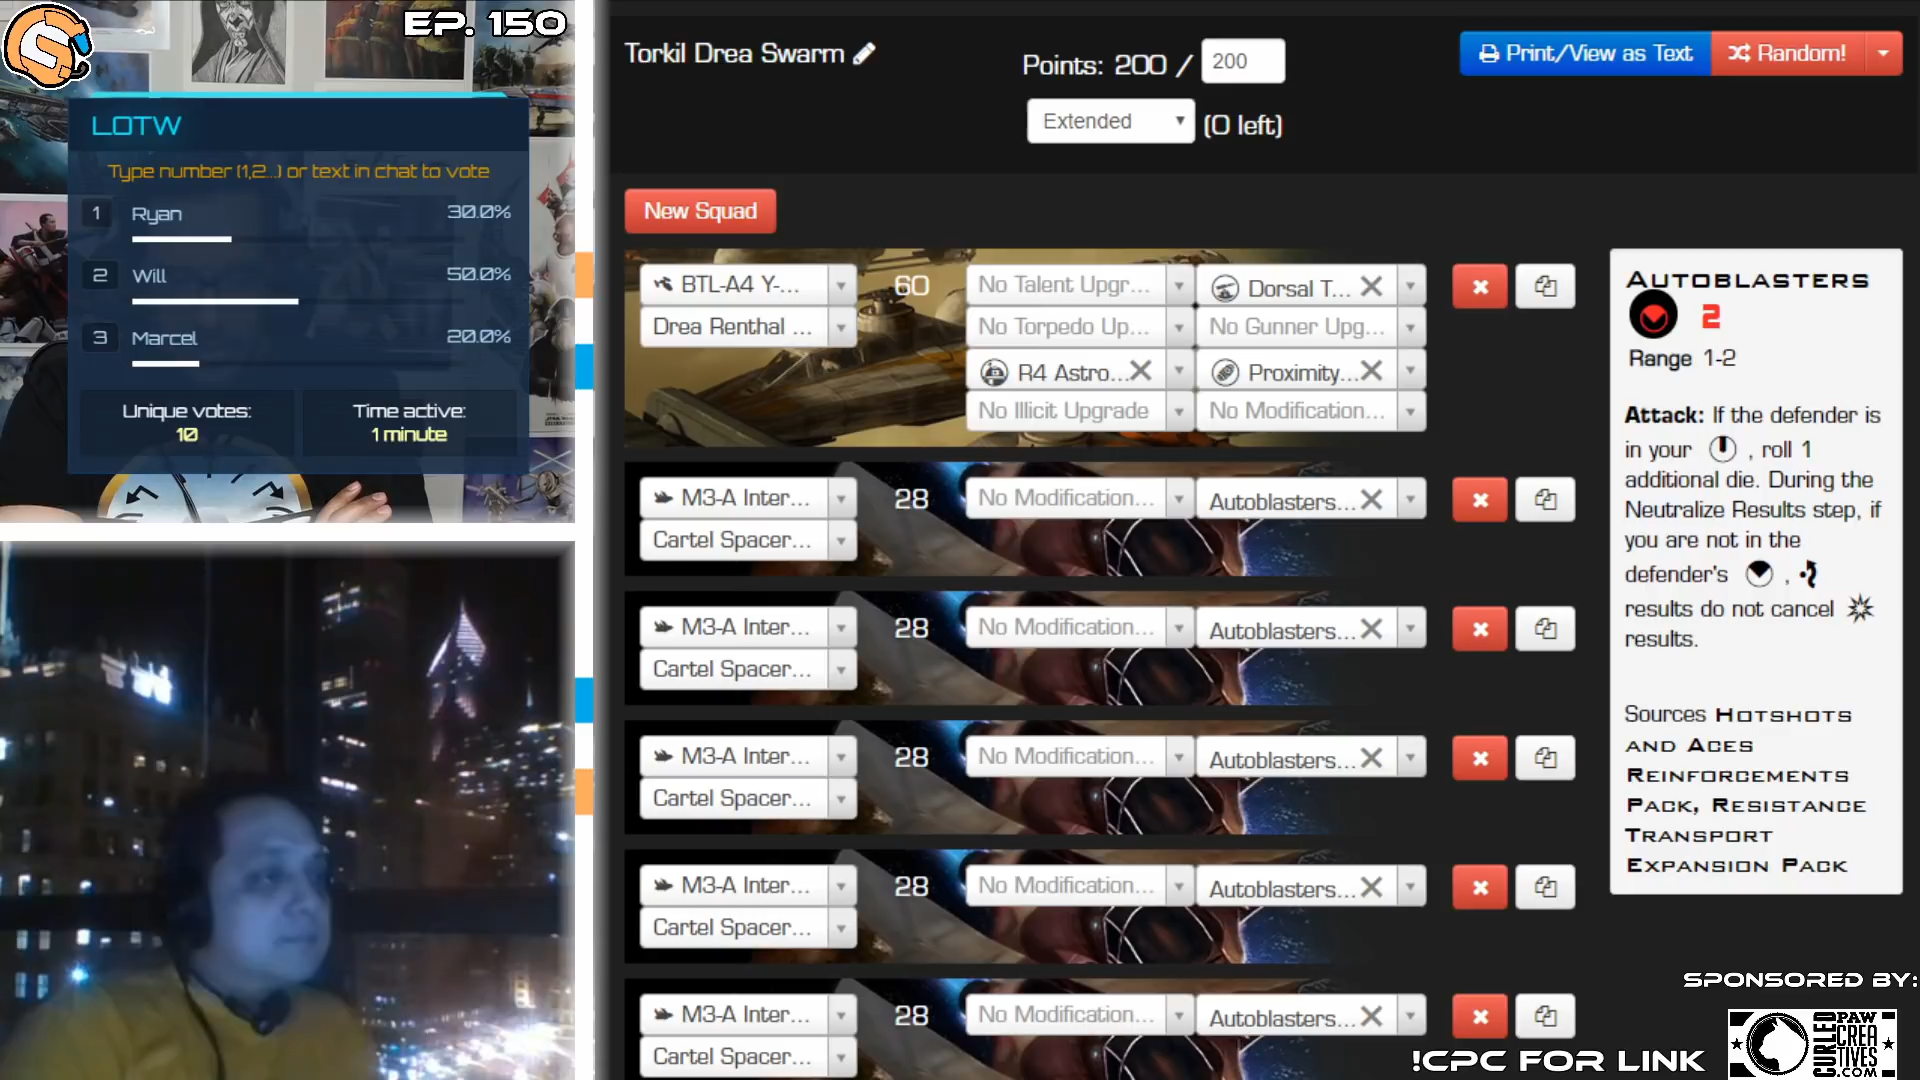 EP. 150
LOTW
Type number (1,2...) or text in chat to vote
1 Ryan 30.0%
2 Will 50.0%
3 Marcel 20.0%
Unique votes: Time active:
10 1 minute
Torkil Drea Swarm
Points: 200 / 200
Extended (0 left)
Print/View as Text Random!
New Squad
BTL-A4 Y-... 60 No Talent Upgr... Dorsal T...
Drea Renthal ... No Torpedo Up... No Gunner Upg...
R4 Astro... Proximity...
No Illicit Upgrade No Modification...
M3-A Inter... 28 No Modification... Autoblasters...
Cartel Spacer...
M3-A Inter... 28 No Modification... Autoblasters...
Cartel Spacer...
M3-A Inter... 28 No Modification... Autoblasters...
Cartel Spacer...
M3-A Inter... 28 No Modification... Autoblasters...
Cartel Spacer...
M3-A Inter... 28 No Modification... Autoblasters...
Cartel Spacer...
AUTOBLASTERS
2
Range 1-2
Attack: If the defender is
in your , roll 1
additional die. During the
Neutralize Results step, if
you are not in the
defender's ,
results do not cancel
results.
Sources HOTSHOTS
AND ACES
REINFORCEMENTS
PACK, RESISTANCE
TRANSPORT
EXPANSION PACK
SPONSORED BY:
!CPC FOR LINK
CURLED PAW CREATIVES .COM